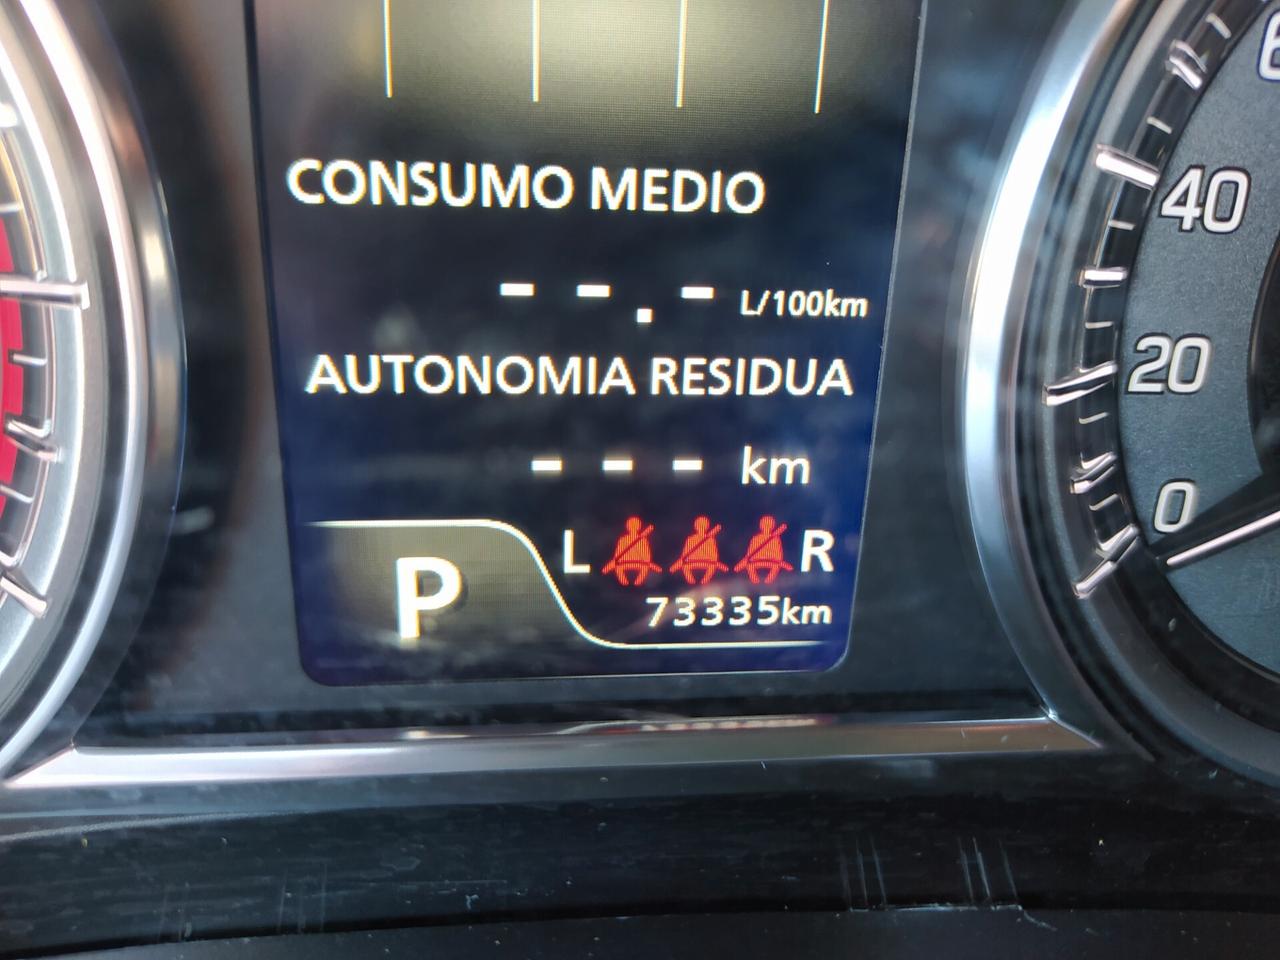 CONSUMO MEDIO
- - . - L/100km
AUTONOMIA RESIDUA
- - - km
P
L R
73335km
40
20
0